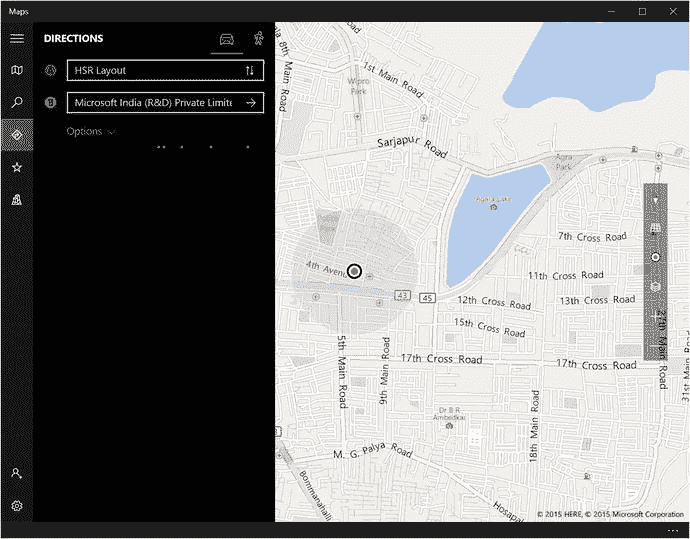 Maps
DIRECTIONS
HSR Layout
Microsoft India (R&D) Private Limite
Options
8th Main Road
1st Main Road
Wipro Park
Sarjapur Road
Agra Park
Agara Lake
7th Cross Road
4th Avenue
11th Cross Road
43
45
12th Cross Road
13th Cross Road
15th Cross Road
27th Main Road
5th Main Road
9th Main Road
17th Cross Road
17th Cross Road
31st Main
Dr B R Ambedkar
18th Main Road
M. G. Palya Road
Bommanahalli
Hosapal
© 2015 HERE, © 2015 Microsoft Corporation